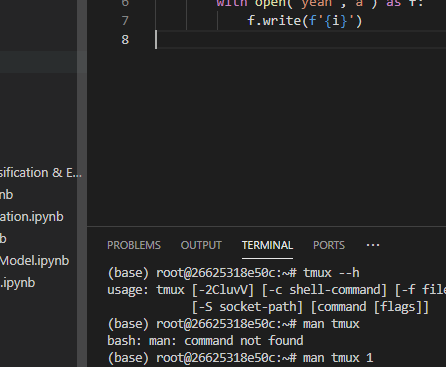 6 with open('yeah','a') as f:
7 f.write(f'{i}')
8
sification & E...
nb
ation.ipynb
b
Model.ipynb
.ipynb
PROBLEMS OUTPUT TERMINAL PORTS ...
(base) root@26625318e50c:~# tmux --h
usage: tmux [-2CluvV] [-c shell-command] [-f file
[-S socket-path] [command [flags]]
(base) root@26625318e50c:~# man tmux
bash: man: command not found
(base) root@26625318e50c:~# man tmux 1